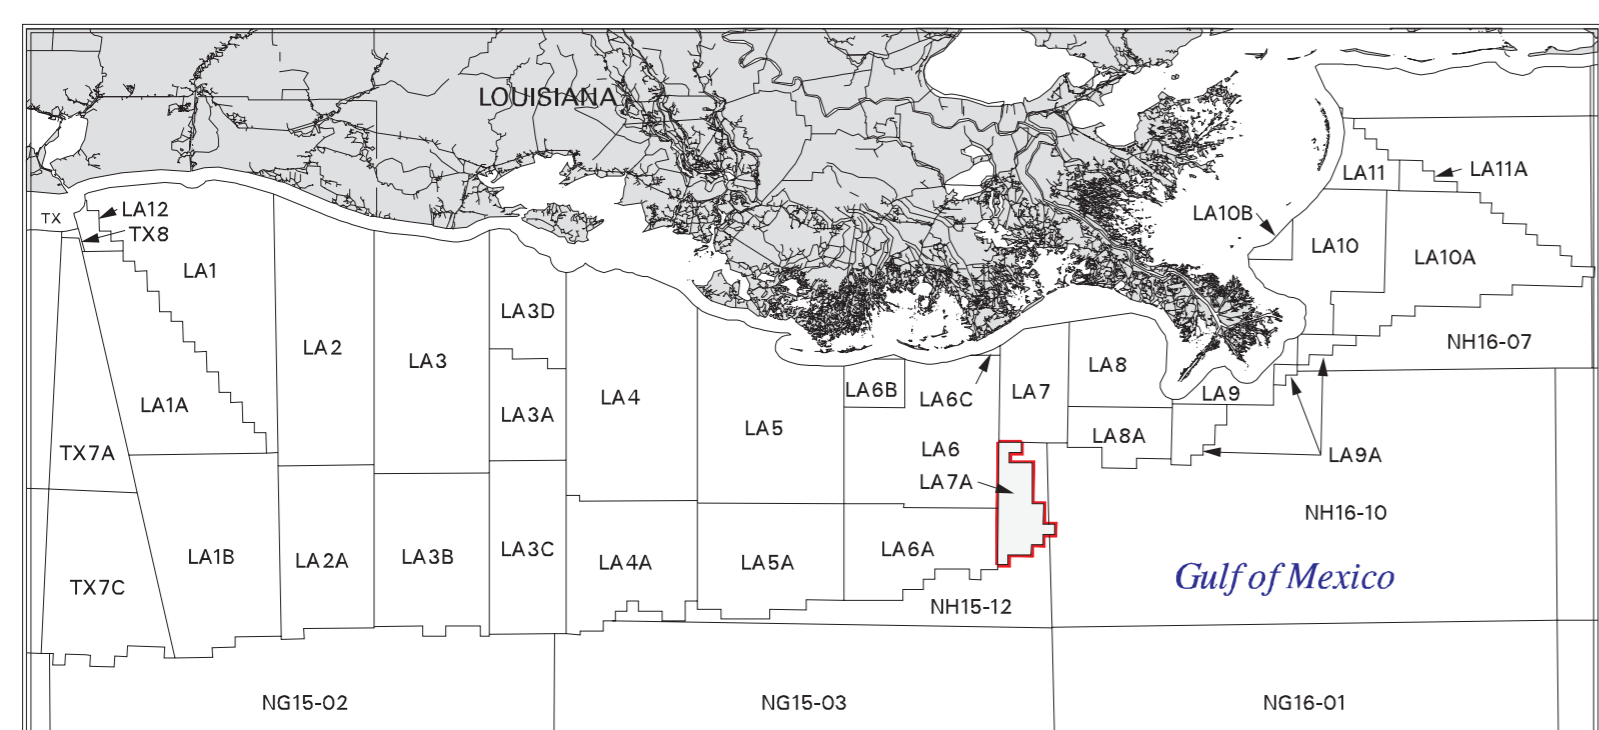 LOUISIANA
LA11
LA11A
TX
LA12
LA10B
TX8
LA10
LA1
LA10A
LA3D
NH16-07
LA2
LA3
LA8
LA6B
LA7
LA9
LA4
LA6C
LA1A
LA3A
LA5
LA8A
TX7A
LA6
LA9A
LA7A
NH16-10
LA1B
LA2A
LA3B
LA3C
LA4A
LA5A
LA6A
Gulf of Mexico
TX7C
NH15-12
NG15-02
NG15-03
NG16-01